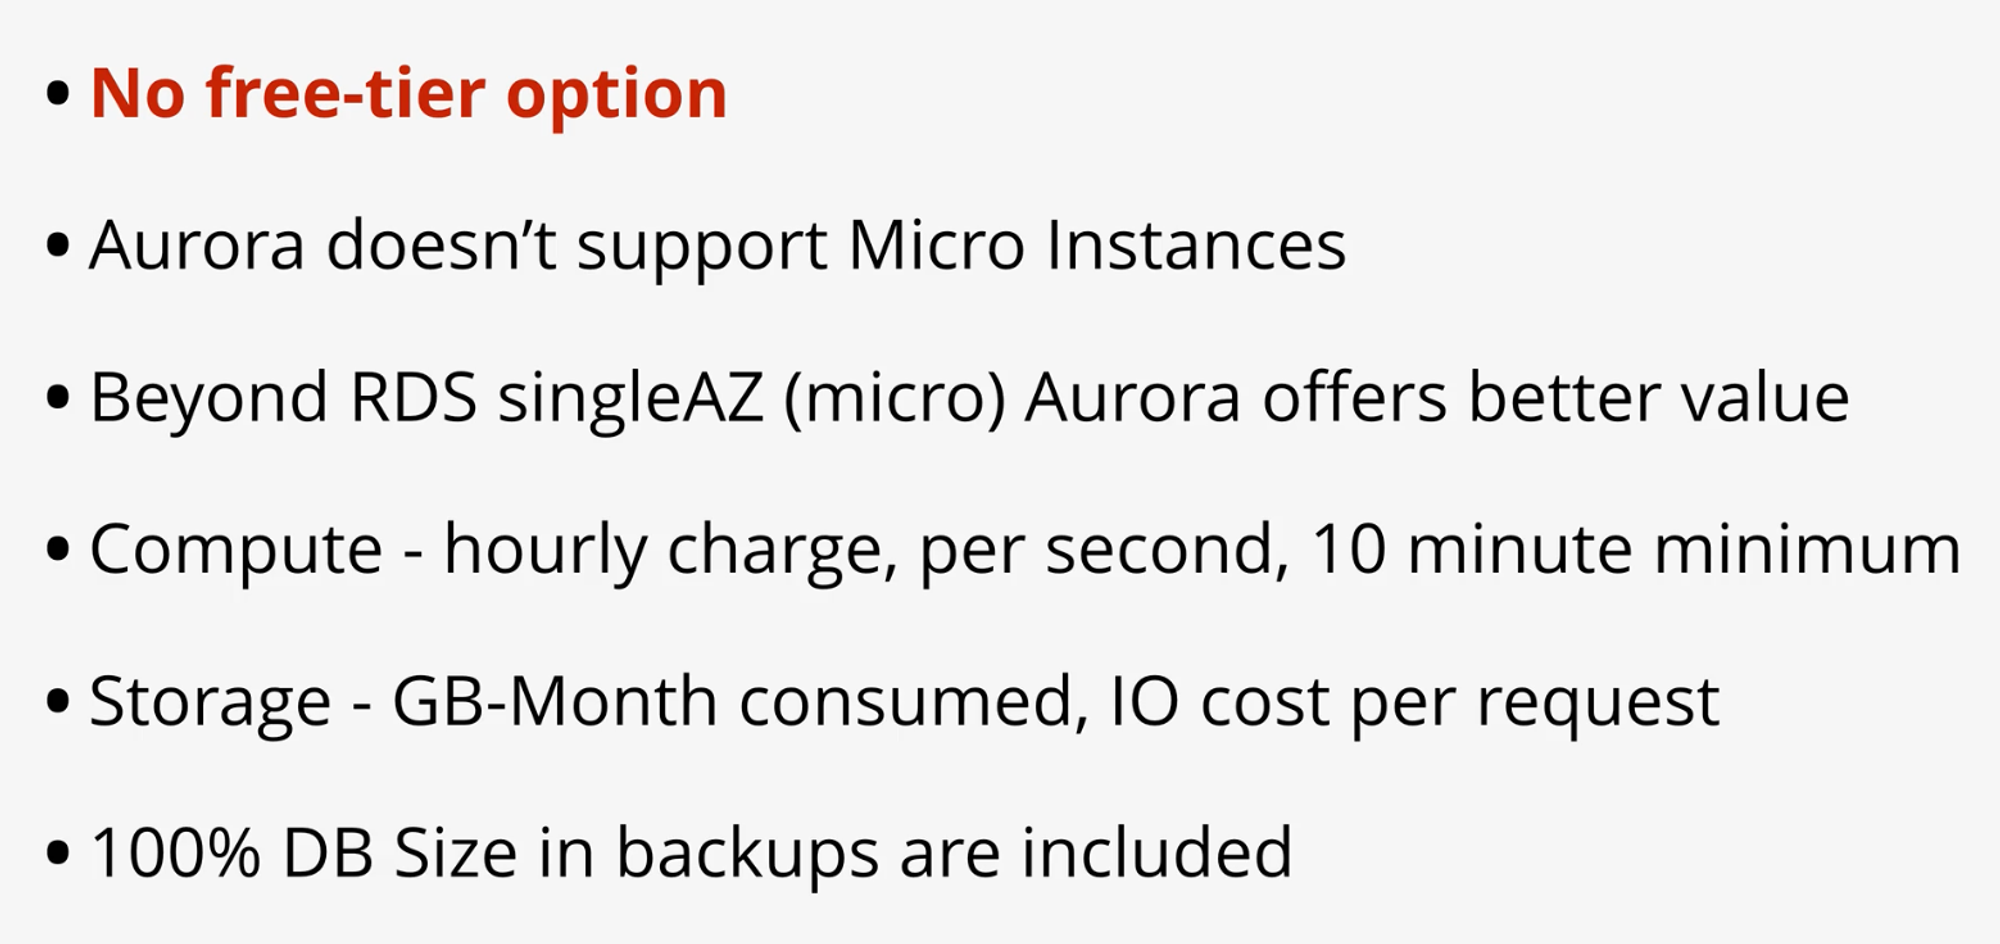 • No free-tier option
• Aurora doesn’t support Micro Instances
• Beyond RDS singleAZ (micro) Aurora offers better value
• Compute - hourly charge, per second, 10 minute minimum
• Storage - GB-Month consumed, IO cost per request
• 100% DB Size in backups are included